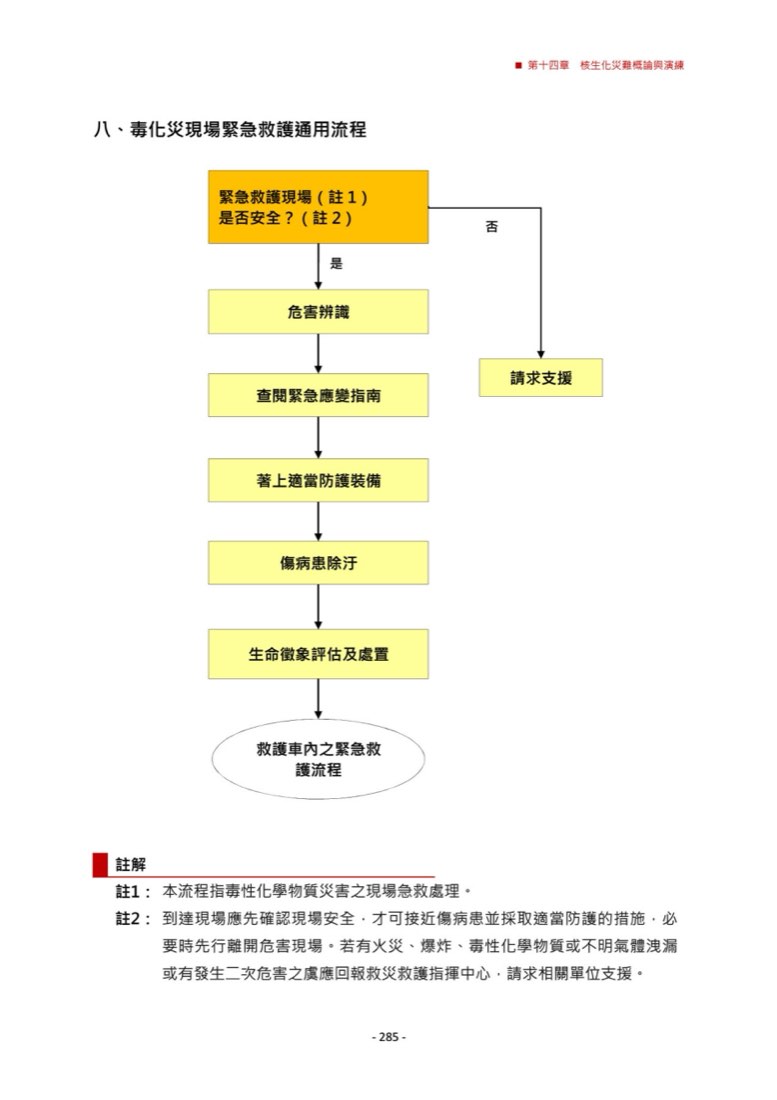 ■ 第十四章 核生化災難概論與演練
八、毒化災現場緊急救護通用流程
緊急救護現場（註1）
是否安全？（註2）
否
是
危害辨識
請求支援
查閱緊急應變指南
著上適當防護裝備
傷病患除汙
生命徵象評估及處置
救護車內之緊急救
護流程
註解
註1： 本流程指毒性化學物質災害之現場急救處理。
註2： 到達現場應先確認現場安全，才可接近傷病患並採取適當防護的措施，必
要時先行離開危害現場。若有火災、爆炸、毒性化學物質或不明氣體洩漏
或有發生二次危害之虞應回報救災救護指揮中心，請求相關單位支援。
- 285 -